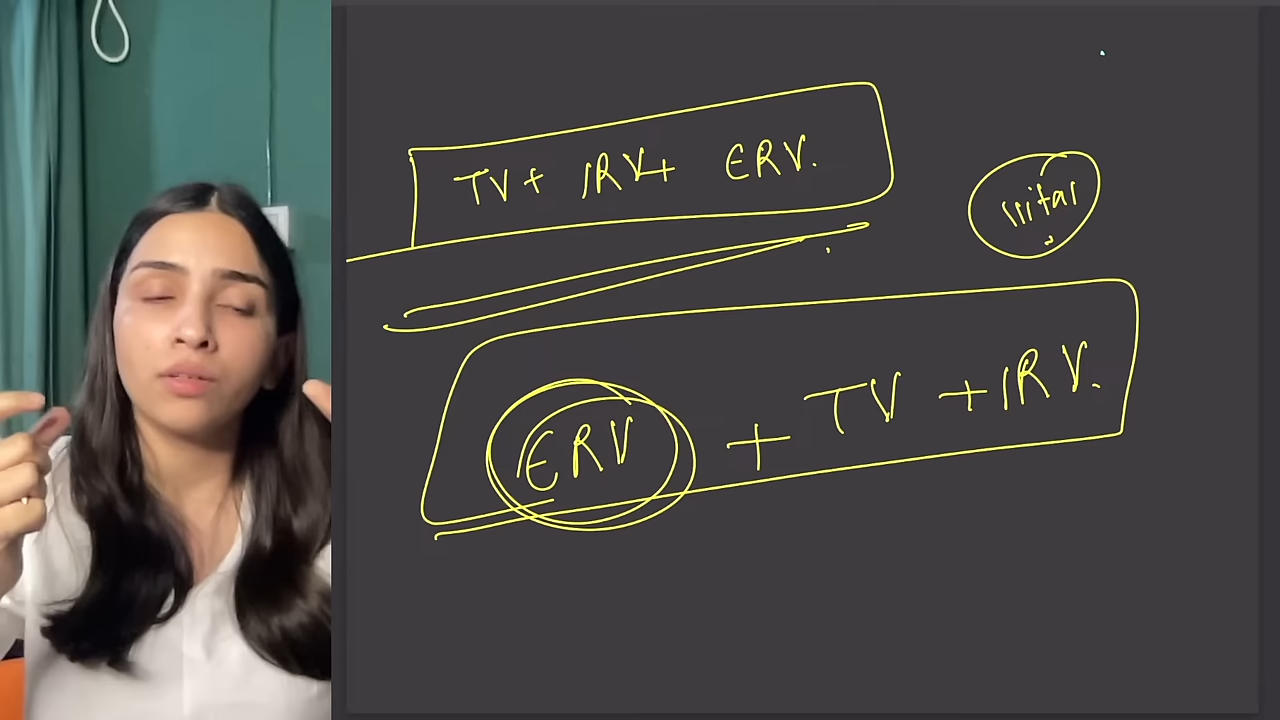 TV + IRV + ERV.
Vital
ERV + TV + IRV.